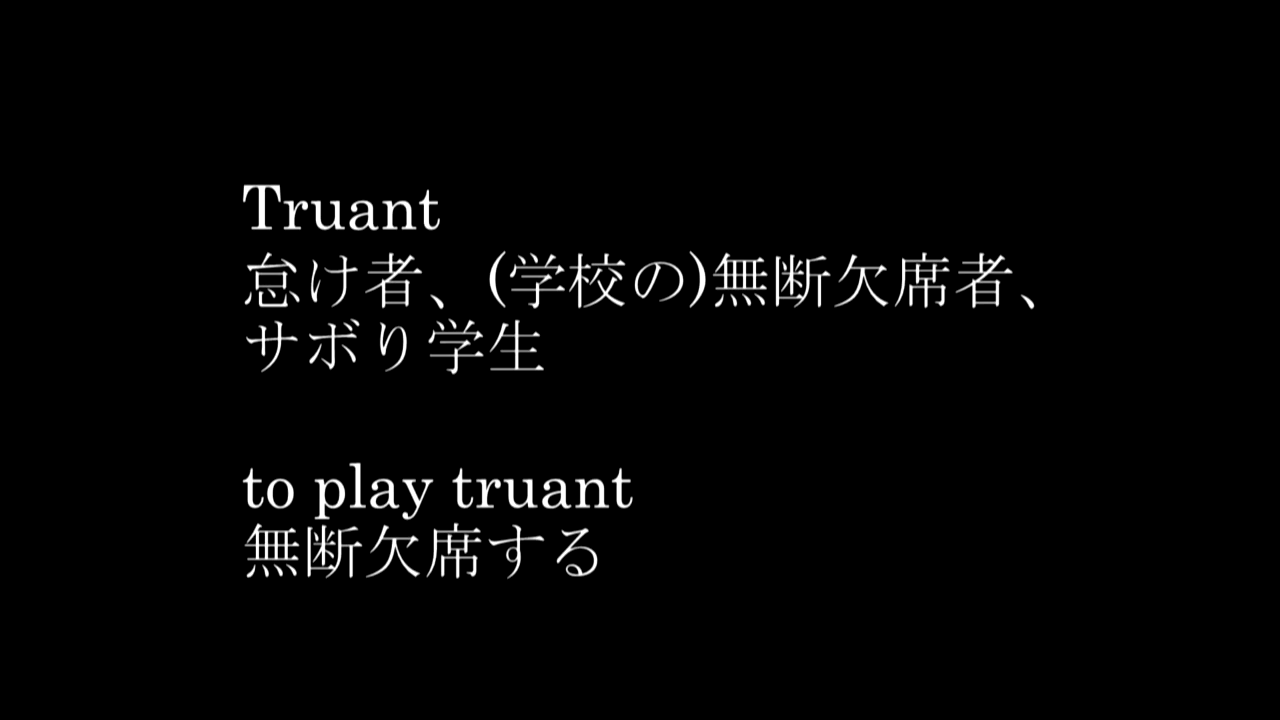 Truant
怠け者、(学校の)無断欠席者、
サボり学生
to play truant
無断欠席する